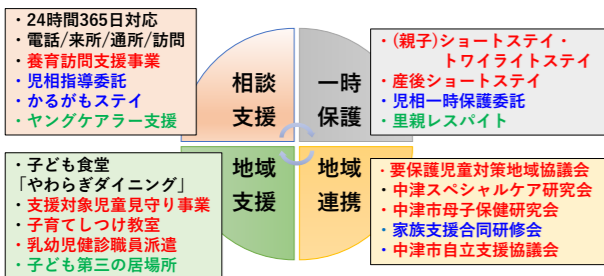 ・24時間365日対応
・電話/来所/通所/訪問
・養育訪問支援事業
・児相指導委託
・かるがもステイ
・ヤングケアラー支援
相談
支援
一時
保護
・(親子)ショートステイ・
トワイライトステイ
・産後ショートステイ
・児相一時保護委託
・里親レスパイト
・子ども食堂
「やわらぎダイニング」
・支援対象児童見守り事業
・子育てしつけ教室
・乳幼児健診職員派遣
・子ども第三の居場所
地域
支援
地域
連携
・要保護児童対策地域協議会
・中津スペシャルケア研究会
・中津市母子保健研究会
・家族支援合同研修会
・中津市自立支援協議会